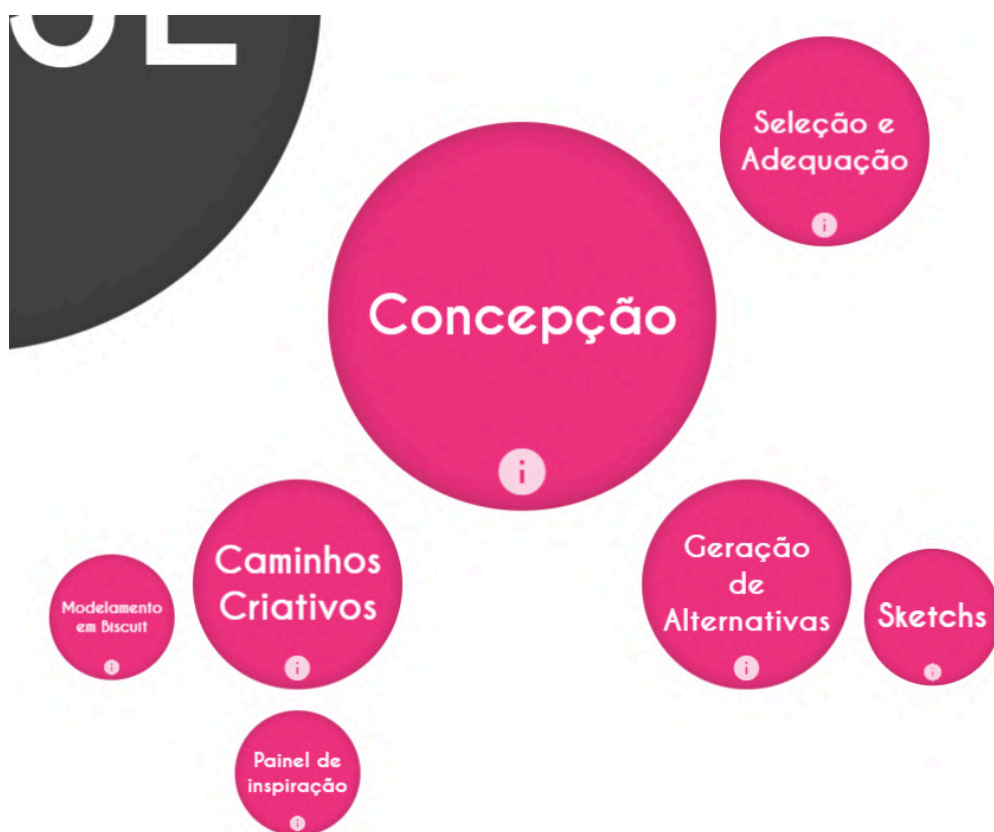 Seleção e
Adequação
Concepção
Caminhos
Criativos
Geração
de
Alternativas
Modelamento
em Biscuit
Sketchs
Painel de
inspiração